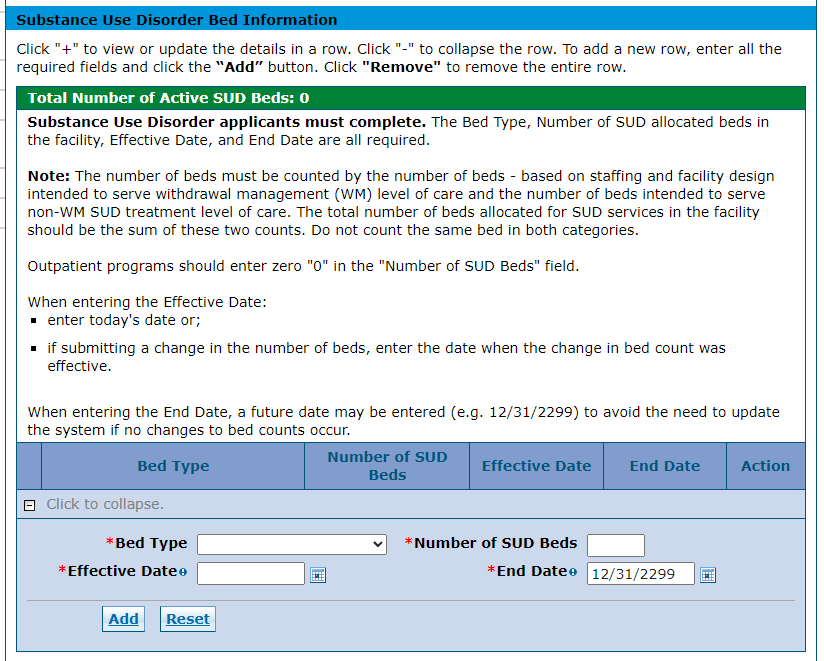 Substance Use Disorder Bed Information
Click "+" to view or update the details in a row. Click "-" to collapse the row. To add a new row, enter all the
required fields and click the “Add” button. Click "Remove" to remove the entire row.
Total Number of Active SUD Beds: 0
Substance Use Disorder applicants must complete. The Bed Type, Number of SUD allocated beds in
the facility, Effective Date, and End Date are all required.
Note: The number of beds must be counted by the number of beds - based on staffing and facility design
intended to serve withdrawal management (WM) level of care and the number of beds intended to serve
non-WM SUD treatment level of care. The total number of beds allocated for SUD services in the facility
should be the sum of these two counts. Do not count the same bed in both categories.
Outpatient programs should enter zero "0" in the "Number of SUD Beds" field.
When entering the Effective Date:
▪ enter today's date or;
▪ if submitting a change in the number of beds, enter the date when the change in bed count was
effective.
When entering the End Date, a future date may be entered (e.g. 12/31/2299) to avoid the need to update
the system if no changes to bed counts occur.
Bed Type Number of SUD Beds Effective Date End Date Action
Click to collapse.
*Bed Type *Number of SUD Beds
*Effective Date *End Date 12/31/2299
Add Reset